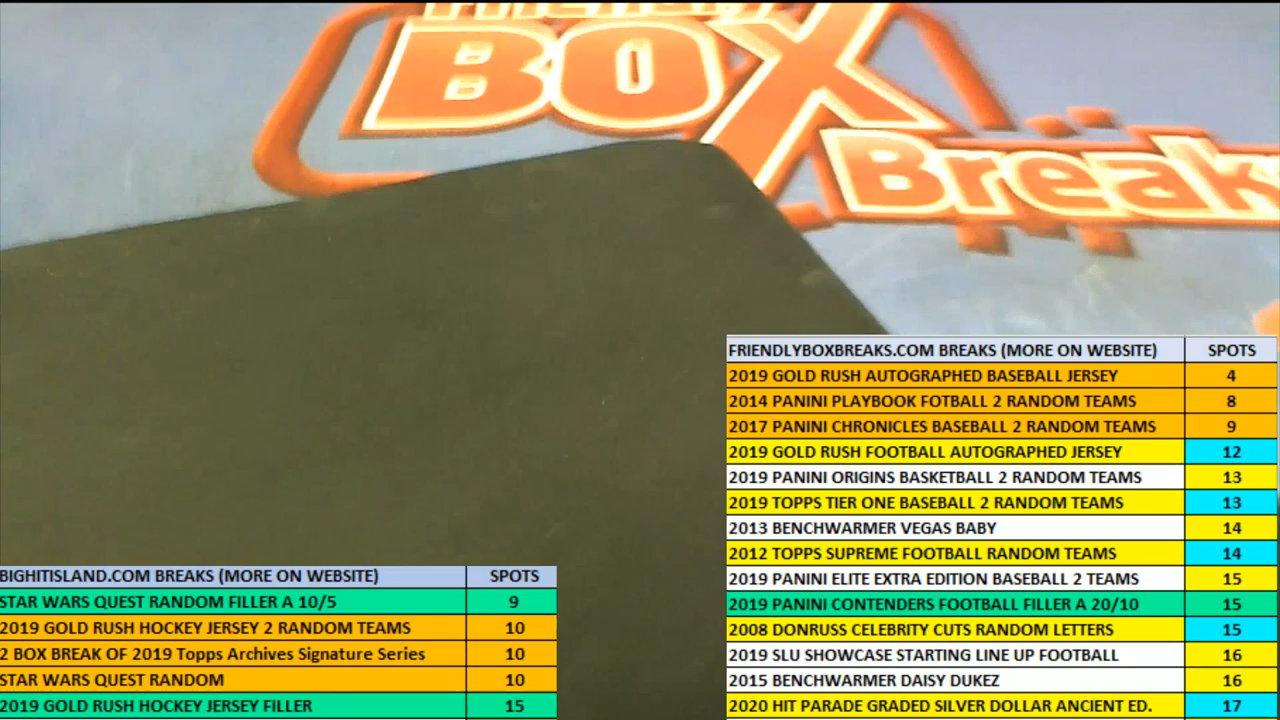 Friendly
BOX
Break
FRIENDLYBOXBREAKS.COM BREAKS (MORE ON WEBSITE) SPOTS
2019 GOLD RUSH AUTOGRAPHED BASEBALL JERSEY 4
2014 PANINI PLAYBOOK FOTBALL 2 RANDOM TEAMS 8
2017 PANINI CHRONICLES BASEBALL 2 RANDOM TEAMS 9
2019 GOLD RUSH FOOTBALL AUTOGRAPHED JERSEY 12
2019 PANINI ORIGINS BASKETBALL 2 RANDOM TEAMS 13
2019 TOPPS TIER ONE BASEBALL 2 RANDOM TEAMS 13
2013 BENCHWARMER VEGAS BABY 14
2012 TOPPS SUPREME FOOTBALL RANDOM TEAMS 14
2019 PANINI ELITE EXTRA EDITION BASEBALL 2 TEAMS 15
2019 PANINI CONTENDERS FOOTBALL FILLER A 20/10 15
2008 DONRUSS CELEBRITY CUTS RANDOM LETTERS 15
2019 SLU SHOWCASE STARTING LINE UP FOOTBALL 16
2015 BENCHWARMER DAISY DUKEZ 16
2020 HIT PARADE GRADED SILVER DOLLAR ANCIENT ED. 17
BIGHITISLAND.COM BREAKS (MORE ON WEBSITE) SPOTS
STAR WARS QUEST RANDOM FILLER A 10/5 9
2019 GOLD RUSH HOCKEY JERSEY 2 RANDOM TEAMS 10
2 BOX BREAK OF 2019 Topps Archives Signature Series 10
STAR WARS QUEST RANDOM 10
2019 GOLD RUSH HOCKEY JERSEY FILLER 15